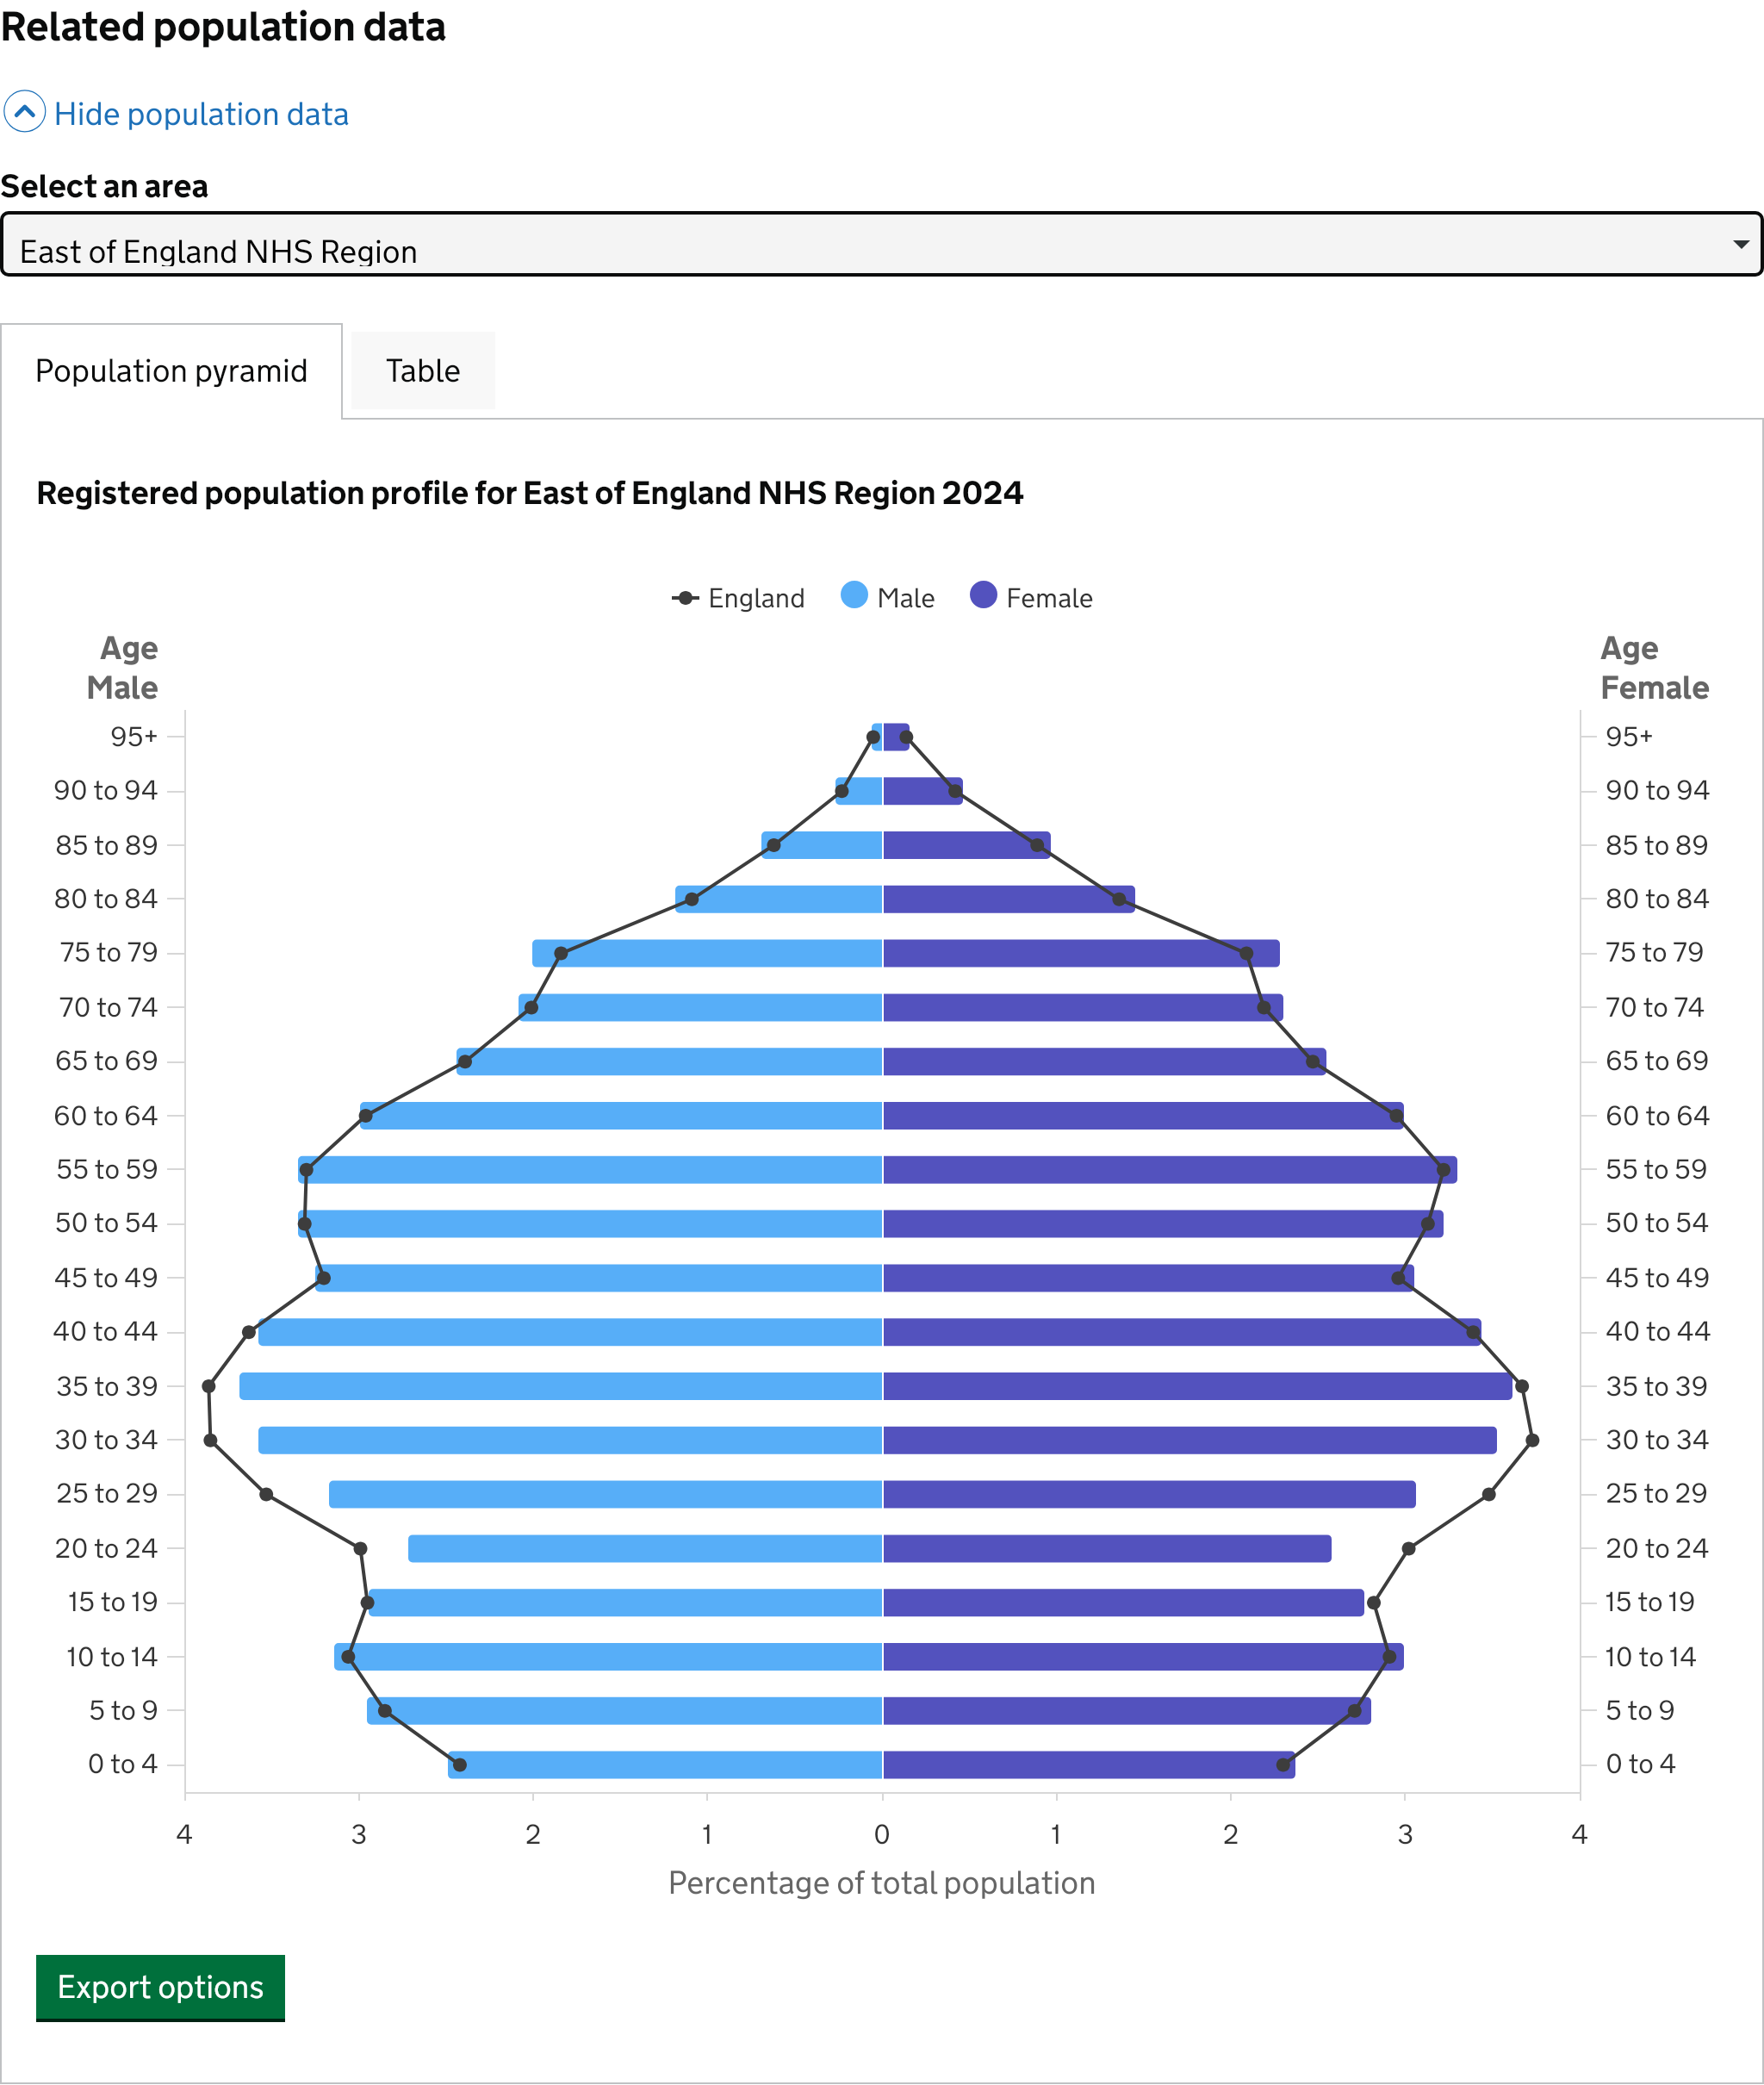 Related population data
Hide population data
Select an area
East of England NHS Region
Population pyramid
Table
Registered population profile for East of England NHS Region 2024
England
Male
Female
Age
Male
Age
Female
95+
95+
90 to 94
90 to 94
85 to 89
85 to 89
80 to 84
80 to 84
75 to 79
75 to 79
70 to 74
70 to 74
65 to 69
65 to 69
60 to 64
60 to 64
55 to 59
55 to 59
50 to 54
50 to 54
45 to 49
45 to 49
40 to 44
40 to 44
35 to 39
35 to 39
30 to 34
30 to 34
25 to 29
25 to 29
20 to 24
20 to 24
15 to 19
15 to 19
10 to 14
10 to 14
5 to 9
5 to 9
0 to 4
0 to 4
4 3 2 1 0 1 2 3 4
Percentage of total population
Export options